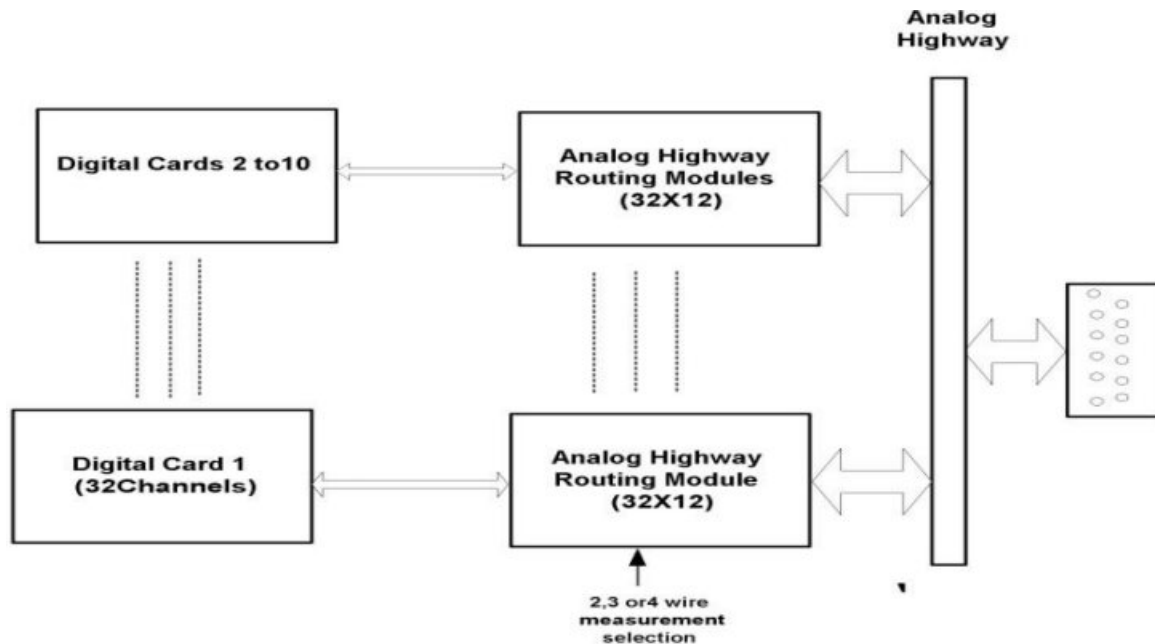 Analog
Highway
Digital Cards 2 to10
Analog Highway
Routing Modules
(32X12)
Digital Card 1
(32Channels)
Analog Highway
Routing Module
(32X12)
2,3 or4 wire
measurement
selection